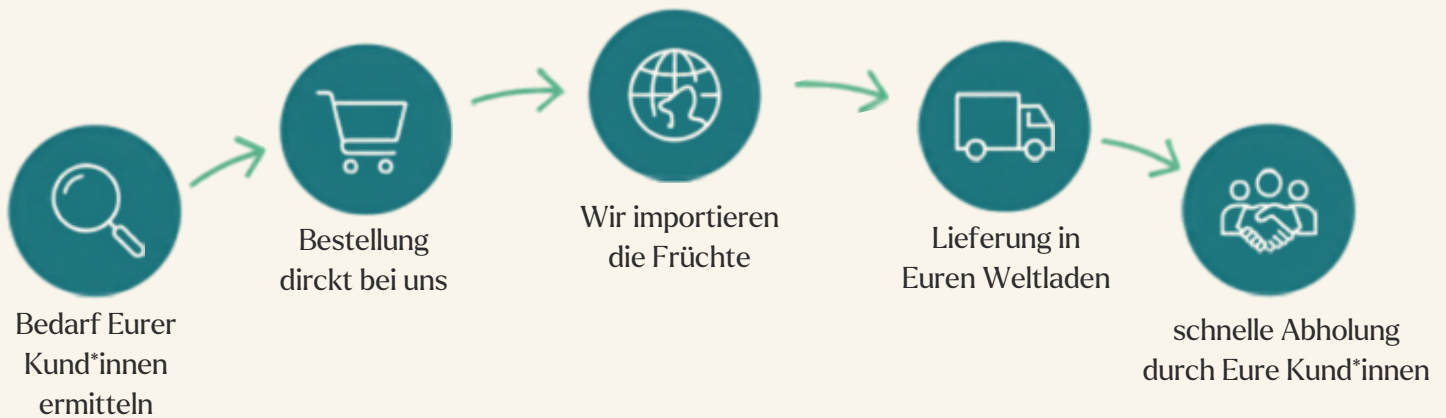 Bedarf Eurer
Kund*innen
ermitteln
Bestellung
dirckt bei uns
Wir importieren
die Früchte
Lieferung in
Euren Weltladen
schnelle Abholung
durch Eure Kund*innen